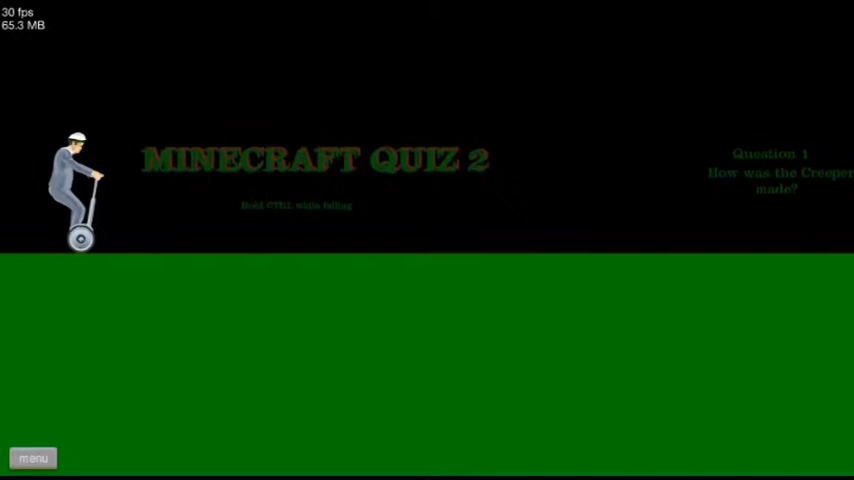 30 fps
65.3 MB
MINECRAFT QUIZ 2
Hold CTRL while falling
Question 1
How was the Creeper
made?
menu